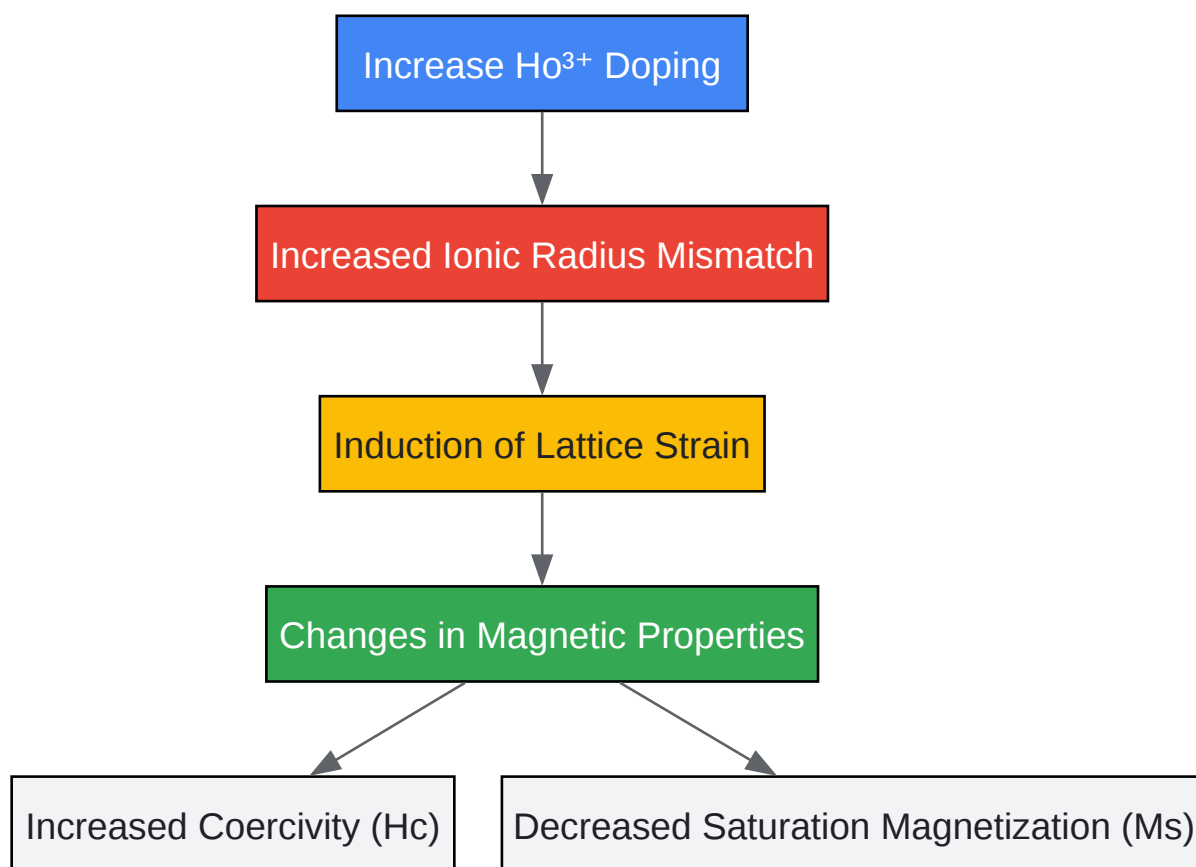 Increase Ho³⁺ Doping
Increased Ionic Radius Mismatch
Induction of Lattice Strain
Changes in Magnetic Properties
Increased Coercivity (Hc)
Decreased Saturation Magnetization (Ms)